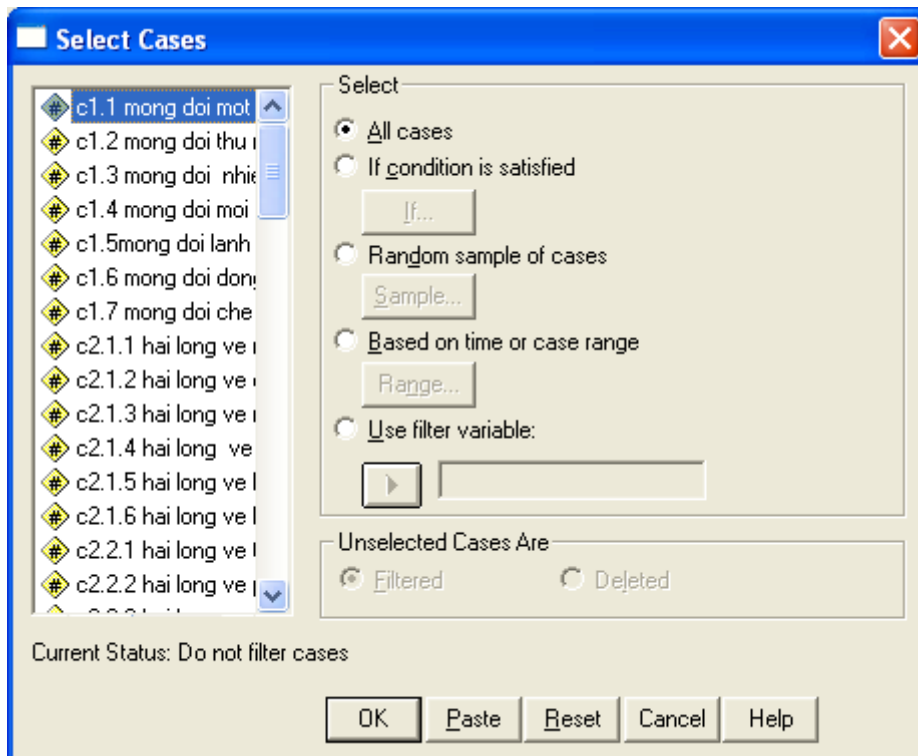 Select Cases
c1.1 mong doi mot
c1.2 mong doi thu
c1.3 mong doi nhie
c1.4 mong doi moi
c1.5mong doi lanh
c1.6 mong doi dong
c1.7 mong doi che
c2.1.1 hai long ve
c2.1.2 hai long ve
c2.1.3 hai long ve
c2.1.4 hai long ve
c2.1.5 hai long ve
c2.1.6 hai long ve
c2.2.1 hai long ve
c2.2.2 hai long ve
Select
All cases
If condition is satisfied
If...
Random sample of cases
Sample...
Based on time or case range
Range...
Use filter variable:
Unselected Cases Are
Filtered Deleted
Current Status: Do not filter cases
OK Paste Reset Cancel Help